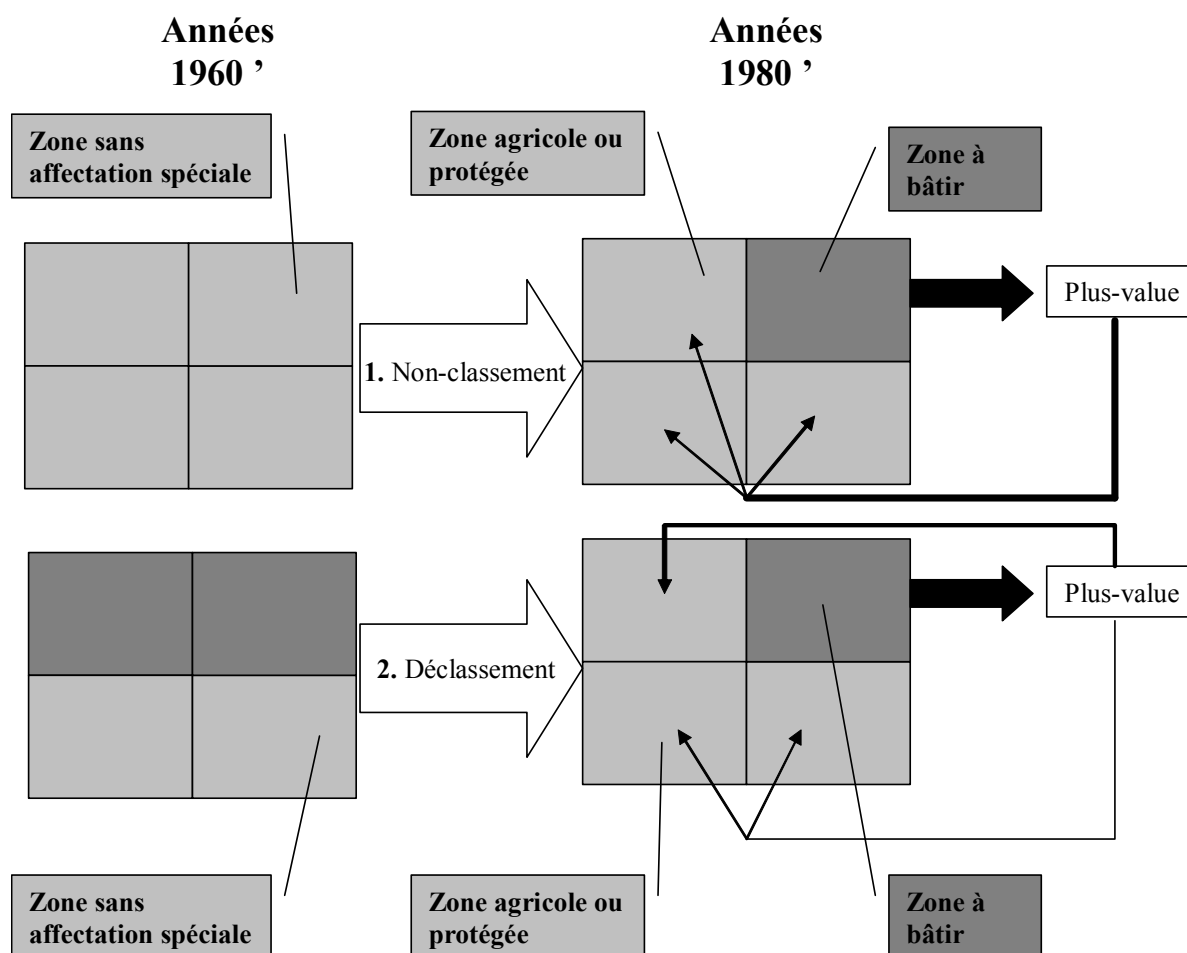 Années
1960 ’
Années
1980 ’
Zone sans
affectation spéciale
Zone agricole ou
protégée
Zone à
bâtir
1. Non-classement
Plus-value
2. Déclassement
Plus-value
Zone sans
affectation spéciale
Zone agricole ou
protégée
Zone à
bâtir